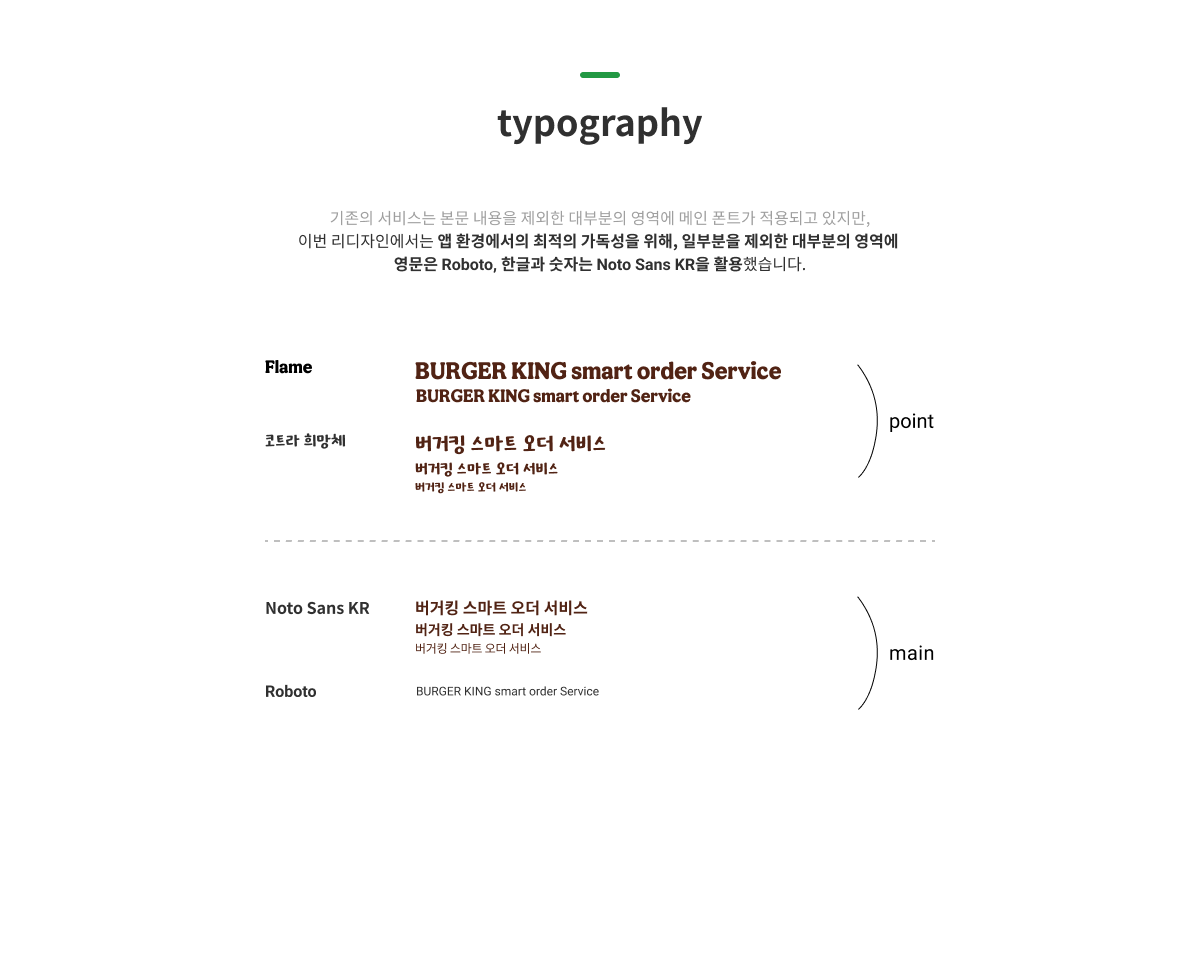 typography
기존의 서비스는 본문 내용을 제외한 대부분의 영역에 메인 폰트가 적용되고 있지만,
이번 리디자인에서는 앱 환경에서의 최적의 가독성을 위해, 일부분을 제외한 대부분의 영역에
영문은 Roboto, 한글과 숫자는 Noto Sans KR을 활용했습니다.
Flame
BURGER KING smart order Service
BURGER KING smart order Service
point
코트라 희망체
버거킹 스마트 오더 서비스
버거킹 스마트 오더 서비스
버거킹 스마트 오더 서비스
Noto Sans KR
버거킹 스마트 오더 서비스
버거킹 스마트 오더 서비스
버거킹 스마트 오더 서비스
main
Roboto
BURGER KING smart order Service